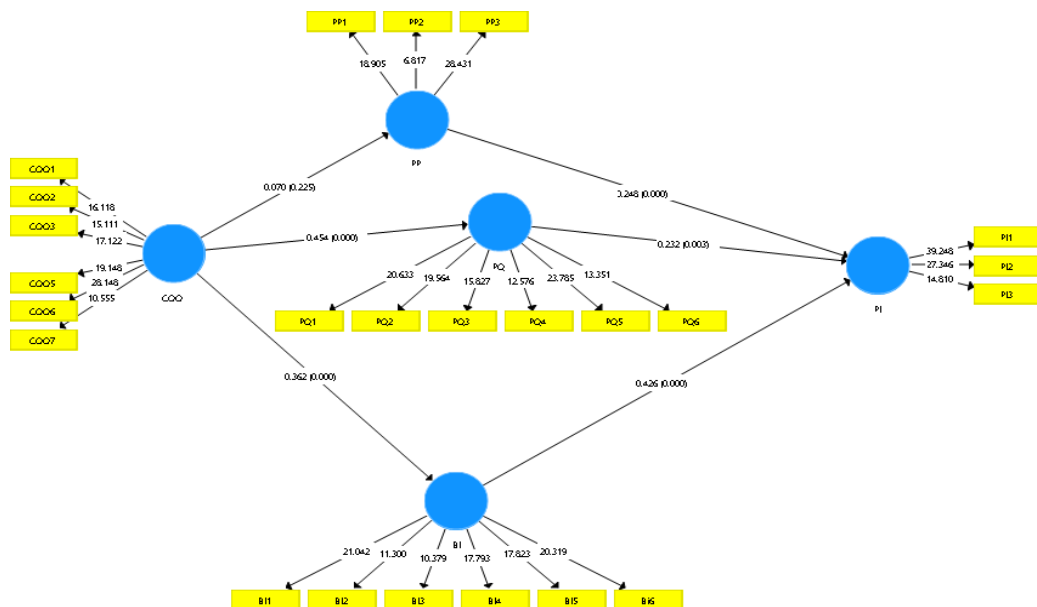 PP1 PP2 PP3
18.905 6.817 28.431
PP
COO1
COO2
COO3
COO5
COO6
COO7
16.118
15.111
17.122
19.148
28.148
10.555
COO
0.070 (0.225)
0.248 (0.000)
0.454 (0.000)
PQ
0.232 (0.003)
20.633 19.564 15.827 12.576 23.785 13.351
PQ1 PQ2 PQ3 PQ4 PQ5 PQ6
39.248
27.346
14.810
PI1
PI2
PI3
PI
0.362 (0.000)
0.426 (0.000)
BI
21.042 11.300 10.379 17.793 17.823 20.319
BI1 BI2 BI3 BI4 BI5 BI6